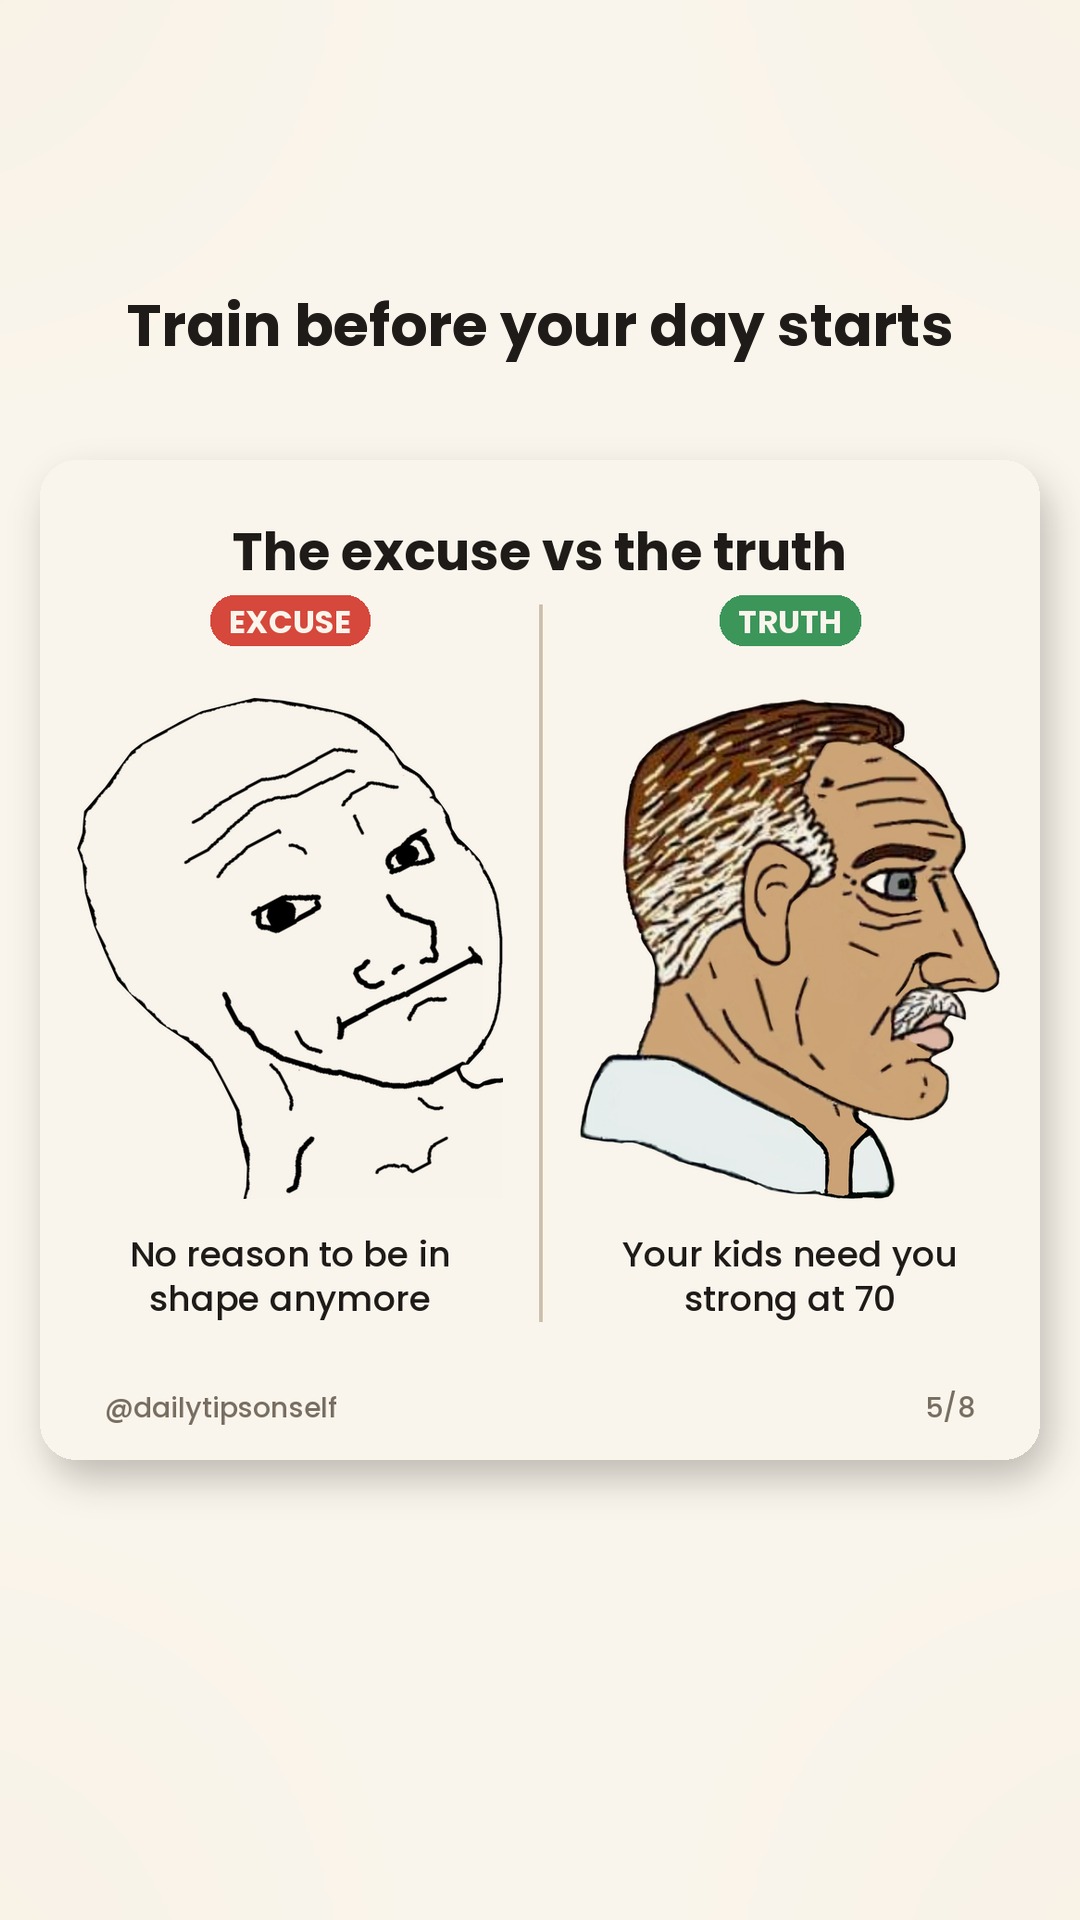 Train before your day starts
The excuse vs the truth
EXCUSE
TRUTH
No reason to be in
shape anymore
Your kids need you
strong at 70
@dailytipsonself
5/8